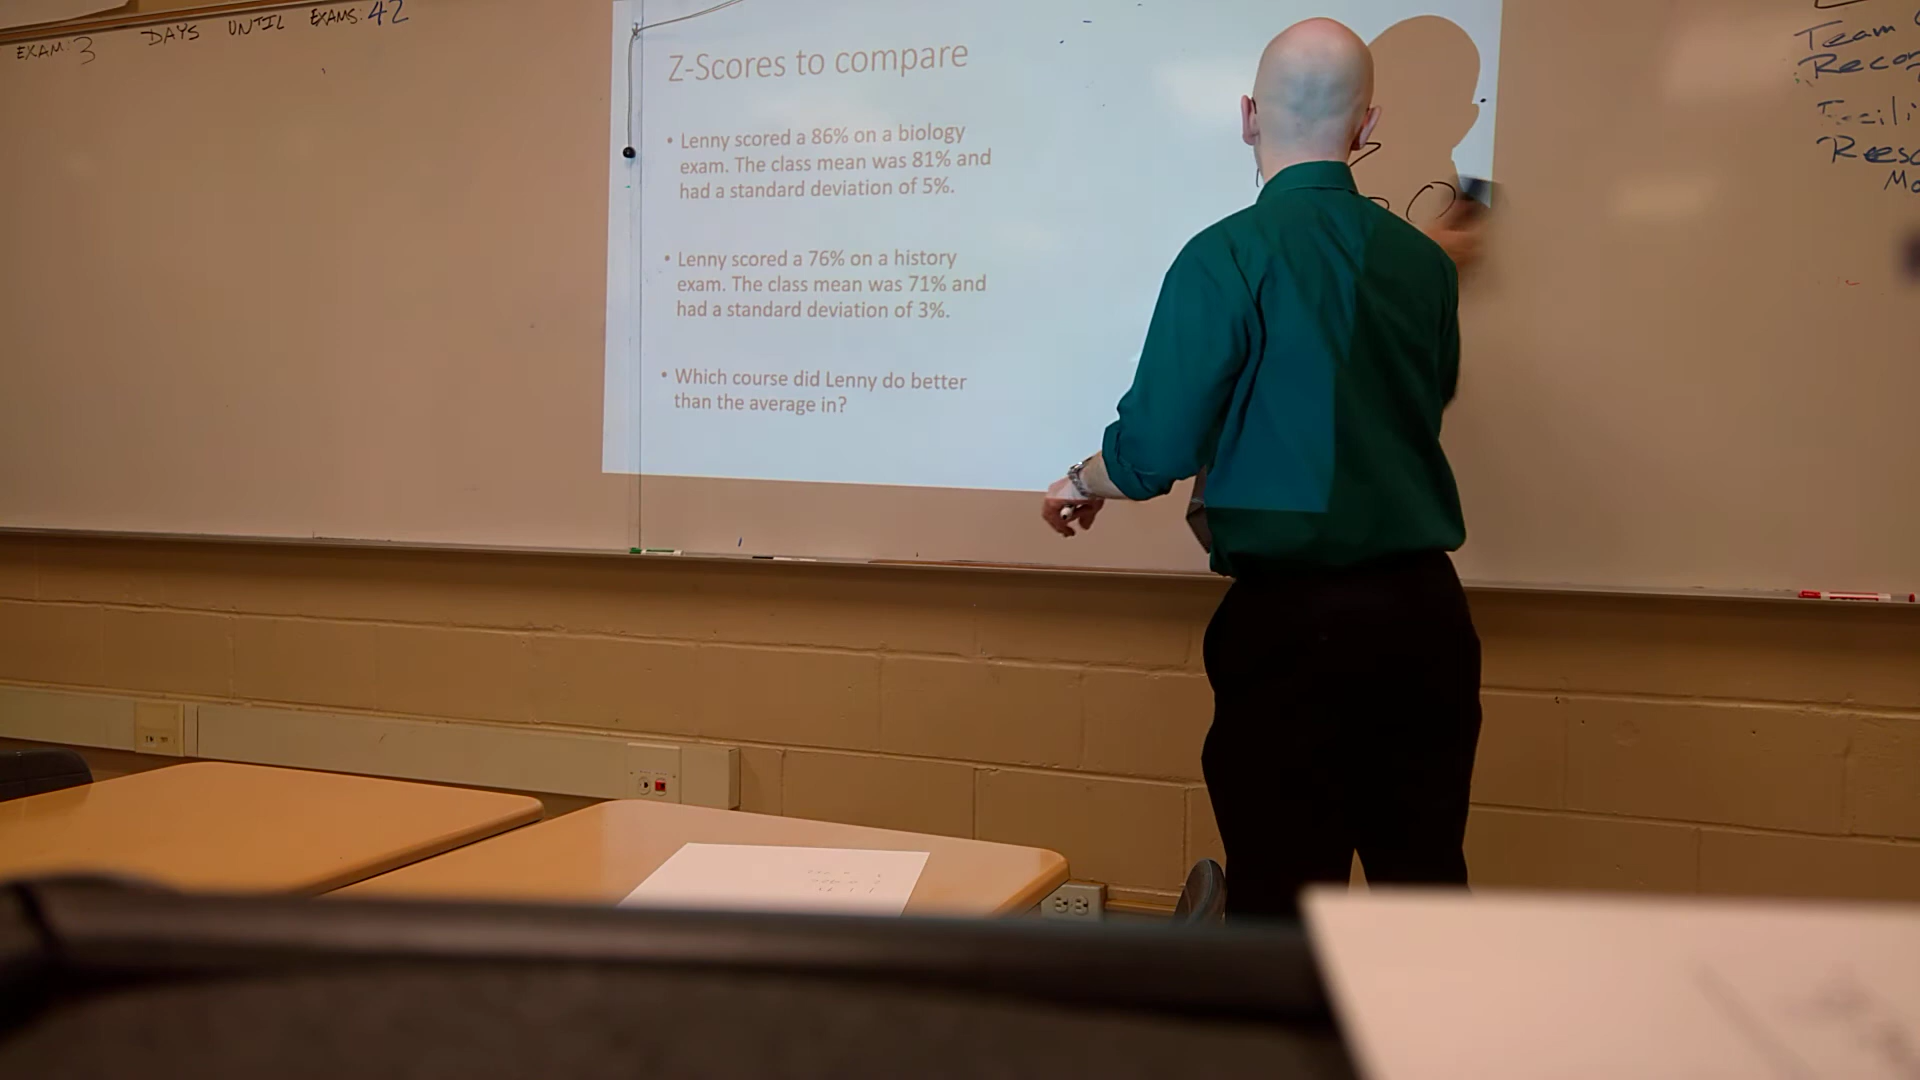 EXAM: 3 DAYS UNTIL EXAMS: 42
Z-Scores to compare
• Lenny scored a 86% on a biology
exam. The class mean was 81% and
had a standard deviation of 5%.
• Lenny scored a 76% on a history
exam. The class mean was 71% and
had a standard deviation of 3%.
• Which course did Lenny do better
than the average in?
Team